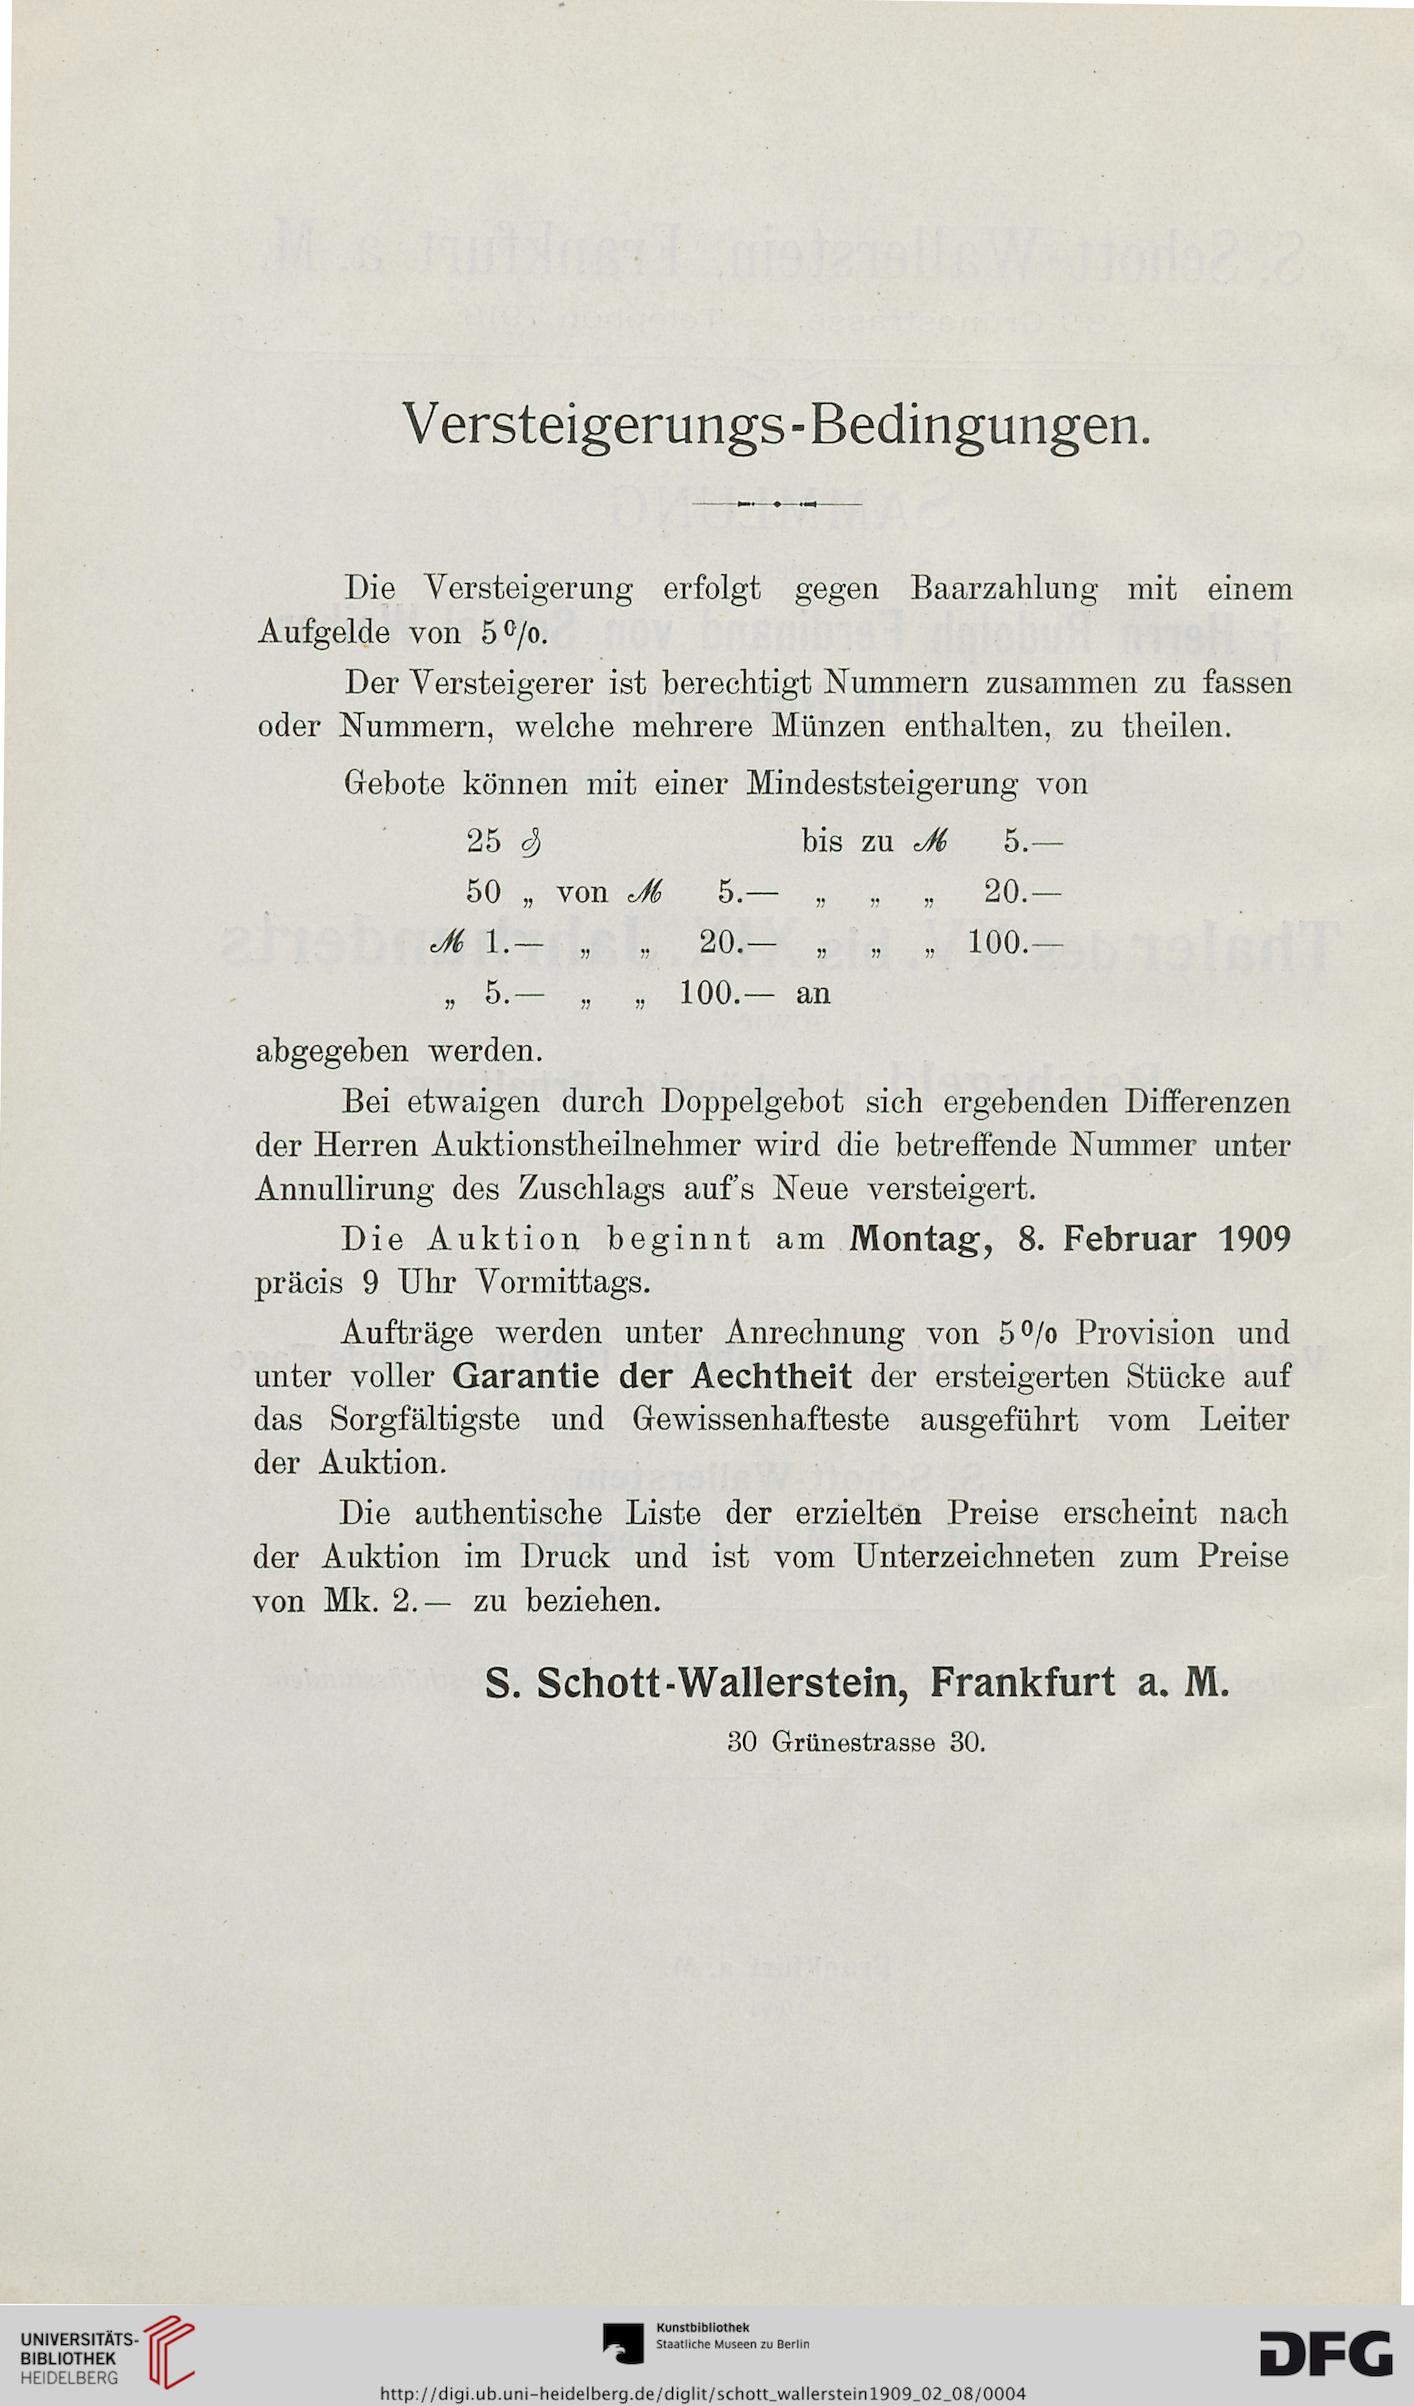 Versteigerungs-Bedingungen.
Die Versteigerung erfolgt gegen Baarzahlung mit einem
Aufgelde von 5%.
Der Versteigerer ist berechtigt Nummern zusammen zu fassen
oder Nummern, welche mehrere Münzen enthalten, zu theilen.
Gebote können mit einer Mindeststeigerung von
25 ₰ bis zu ℳ 5.—
50 „ von ℳ 5.— „ „ „ 20.—
ℳ 1.— „ „ 20.— „ „ „ 100.—
„ 5.— „ „ 100.— an
abgegeben werden.
Bei etwaigen durch Doppelgebot sich ergebenden Differenzen
der Herren Auktionstheilnehmer wird die betreffende Nummer unter
Annullirung des Zuschlags auf's Neue versteigert.
Die Auktion beginnt am Montag, 8. Februar 1909
präcis 9 Uhr Vormittags.
Aufträge werden unter Anrechnung von 5% Provision und
unter voller Garantie der Aechtheit der ersteigerten Stücke auf
das Sorgfältigste und Gewissenhafteste ausgeführt vom Leiter
der Auktion.
Die authentische Liste der erzielten Preise erscheint nach
der Auktion im Druck und ist vom Unterzeichneten zum Preise
von Mk. 2.— zu beziehen.
S. Schott-Wallerstein, Frankfurt a. M.
30 Grünestrasse 30.
UNIVERSITÄTS-
BIBLIOTHEK
HEIDELBERG
Kunstbibliothek
Staatliche Museen zu Berlin
DFG
http://digi.ub.uni-heidelberg.de/diglit/schott_wallerstein1909_02_08/0004